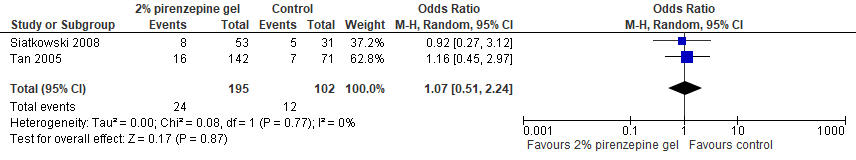 2% pirenzepine gel Control Odds Ratio Odds Ratio
Study or Subgroup Events Total Events Total Weight M-H, Random, 95% CI M-H, Random, 95% CI
Siatkowski 2008 8 53 5 31 37.2% 0.92 [0.27, 3.12]
Tan 2005 16 142 7 71 62.8% 1.16 [0.45, 2.97]
Total (95% CI) 195 102 100.0% 1.07 [0.51, 2.24]
Total events 24 12
Heterogeneity: Tau² = 0.00; Chi² = 0.08, df = 1 (P = 0.77); I² = 0%
Test for overall effect: Z = 0.17 (P = 0.87)
0.001 0.1 1 10 1000
Favours 2% pirenzepine gel Favours control